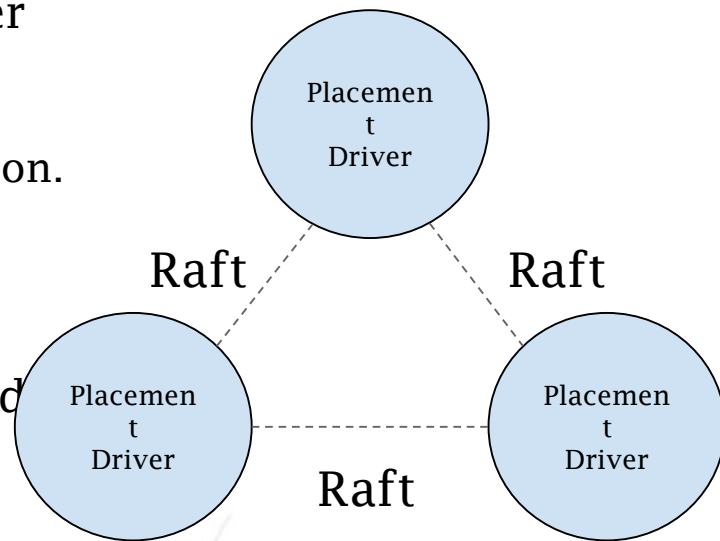 er
Placemen
t
Driver
on.
Raft
Raft
d
Placemen
t
Driver
Placemen
t
Driver
Raft